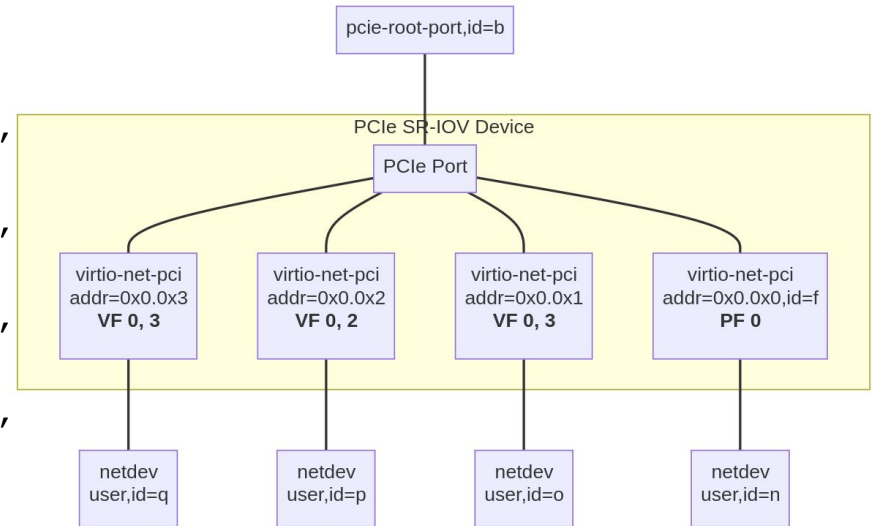 pcie-root-port,id=b
,
PCIe SR-IOV Device
PCIe Port
,
virtio-net-pci
addr=0x0.0x3
VF 0, 3
virtio-net-pci
addr=0x0.0x2
VF 0, 2
virtio-net-pci
addr=0x0.0x1
VF 0, 3
virtio-net-pci
addr=0x0.0x0,id=f
PF 0
,
,
netdev
user,id=q
netdev
user,id=p
netdev
user,id=o
netdev
user,id=n